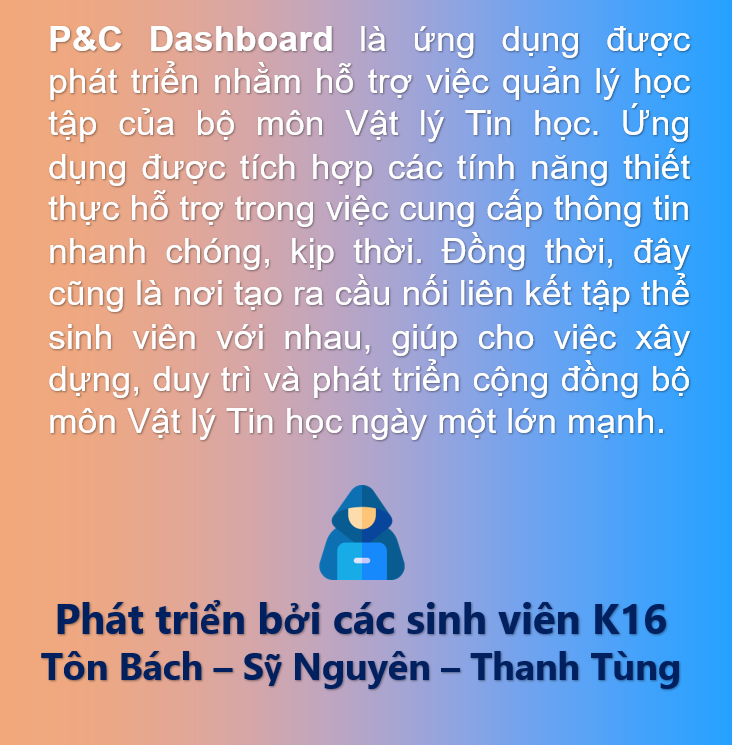 P&C Dashboard là ứng dụng được
phát triển nhằm hỗ trợ việc quản lý học
tập của bộ môn Vật lý Tin học. Ứng
dụng được tích hợp các tính năng thiết
thực hỗ trợ trong việc cung cấp thông tin
nhanh chóng, kịp thời. Đồng thời, đây
cũng là nơi tạo ra cầu nối liên kết tập thể
sinh viên với nhau, giúp cho việc xây
dựng, duy trì và phát triển cộng đồng bộ
môn Vật lý Tin học ngày một lớn mạnh.
Phát triển bởi các sinh viên K16
Tôn Bách – Sỹ Nguyên – Thanh Tùng